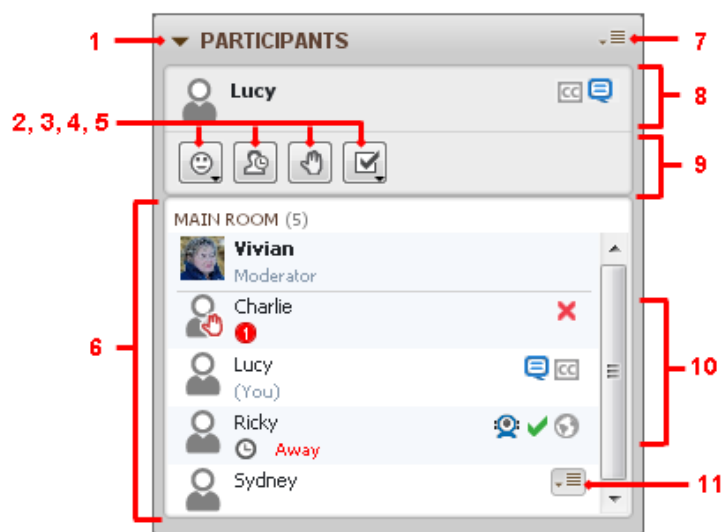 1
PARTICIPANTS
7
Lucy
CC
8
2, 3, 4, 5
9
MAIN ROOM (5)
Vivian
Moderator
Charlie
1
6
10
Lucy
CC
(You)
Ricky
Away
Sydney
11